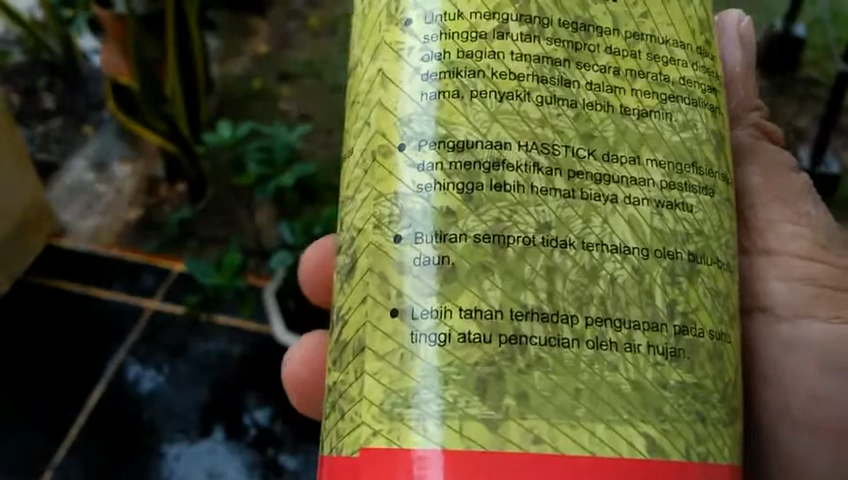 Untuk mengurangi tegangan permukaan
sehingga larutan semprot dapat segera
oleh bagian tanaman secara merata, dengan
demikian keberhasilan dalam mengendalikan
hama, penyakit gulma lebih terjamin.
Penggunaan HASSTICK dapat
dan mengefektifkan penggunaan pestisida
sehingga lebih hemat biaya dan waktu
Butiran semprot tidak terhalang oleh
daun.
Lebih tahan terhadap penguapan pada suhu
tinggi atau pencucian oleh air hujan.